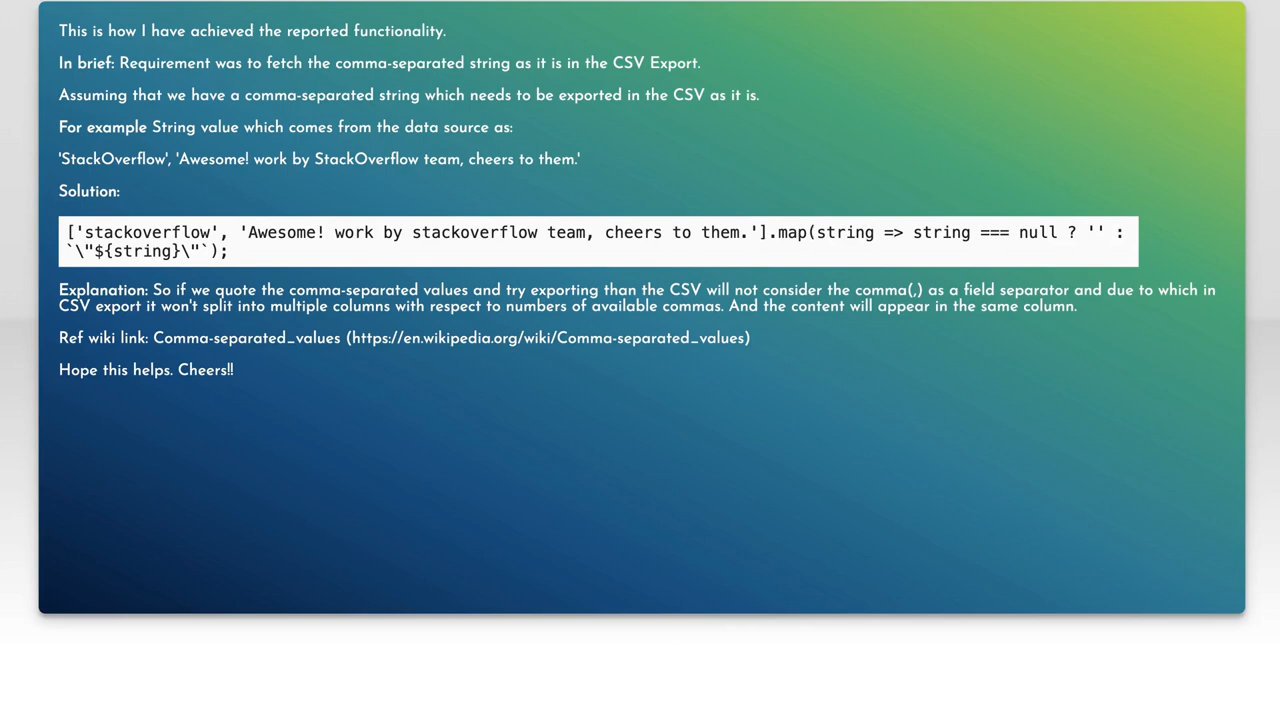 This is how I have achieved the reported functionality.
In brief: Requirement was to fetch the comma-separated string as it is in the CSV Export.
Assuming that we have a comma-separated string which needs to be exported in the CSV as it is.
For example String value which comes from the data source as:
'StackOverflow', 'Awesome! work by StackOverflow team, cheers to them.'
Solution:
['stackoverflow', 'Awesome! work by stackoverflow team, cheers to them.'].map(string => string === null ? '' :
`\"${string}\"`);
Explanation: So if we quote the comma-separated values and try exporting than the CSV will not consider the comma(,) as a field separator and due to which in
CSV export it won't split into multiple columns with respect to numbers of available commas. And the content will appear in the same column.
Ref wiki link: Comma-separated_values (https://en.wikipedia.org/wiki/Comma-separated_values)
Hope this helps. Cheers!!